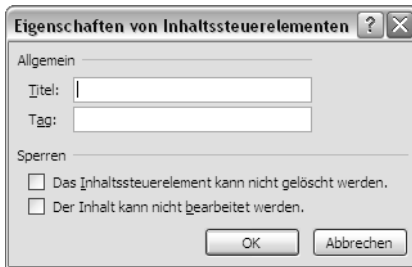 Eigenschaften von Inhaltssteuerelementen
Allgemein
Titel:
Tag:
Sperren
Das Inhaltssteuerelement kann nicht gelöscht werden.
Der Inhalt kann nicht bearbeitet werden.
OK Abbrechen